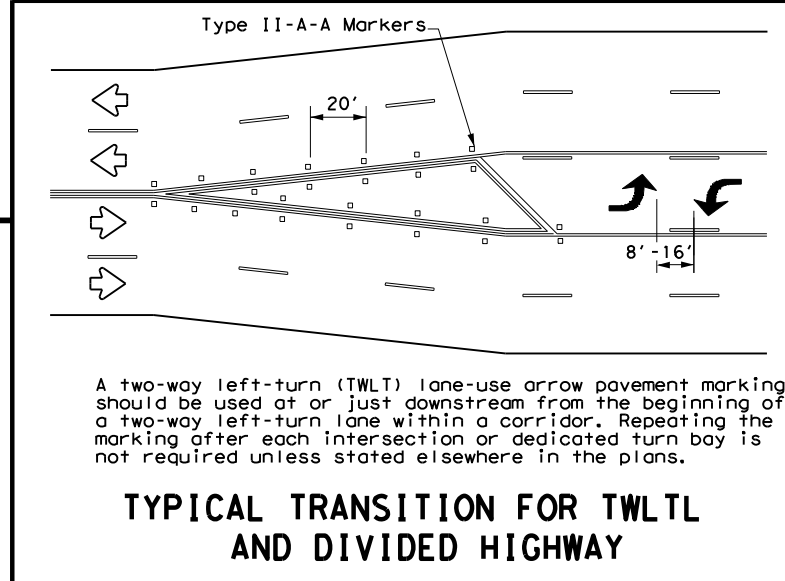 Type II-A-A Markers
20'
8'-16'
A two-way left-turn (TWLT) lane-use arrow pavement marking
should be used at or just downstream from the beginning of
a two-way left-turn lane within a corridor. Repeating the
marking after each intersection or dedicated turn bay is
not required unless stated elsewhere in the plans.
TYPICAL TRANSITION FOR TWLTL
AND DIVIDED HIGHWAY